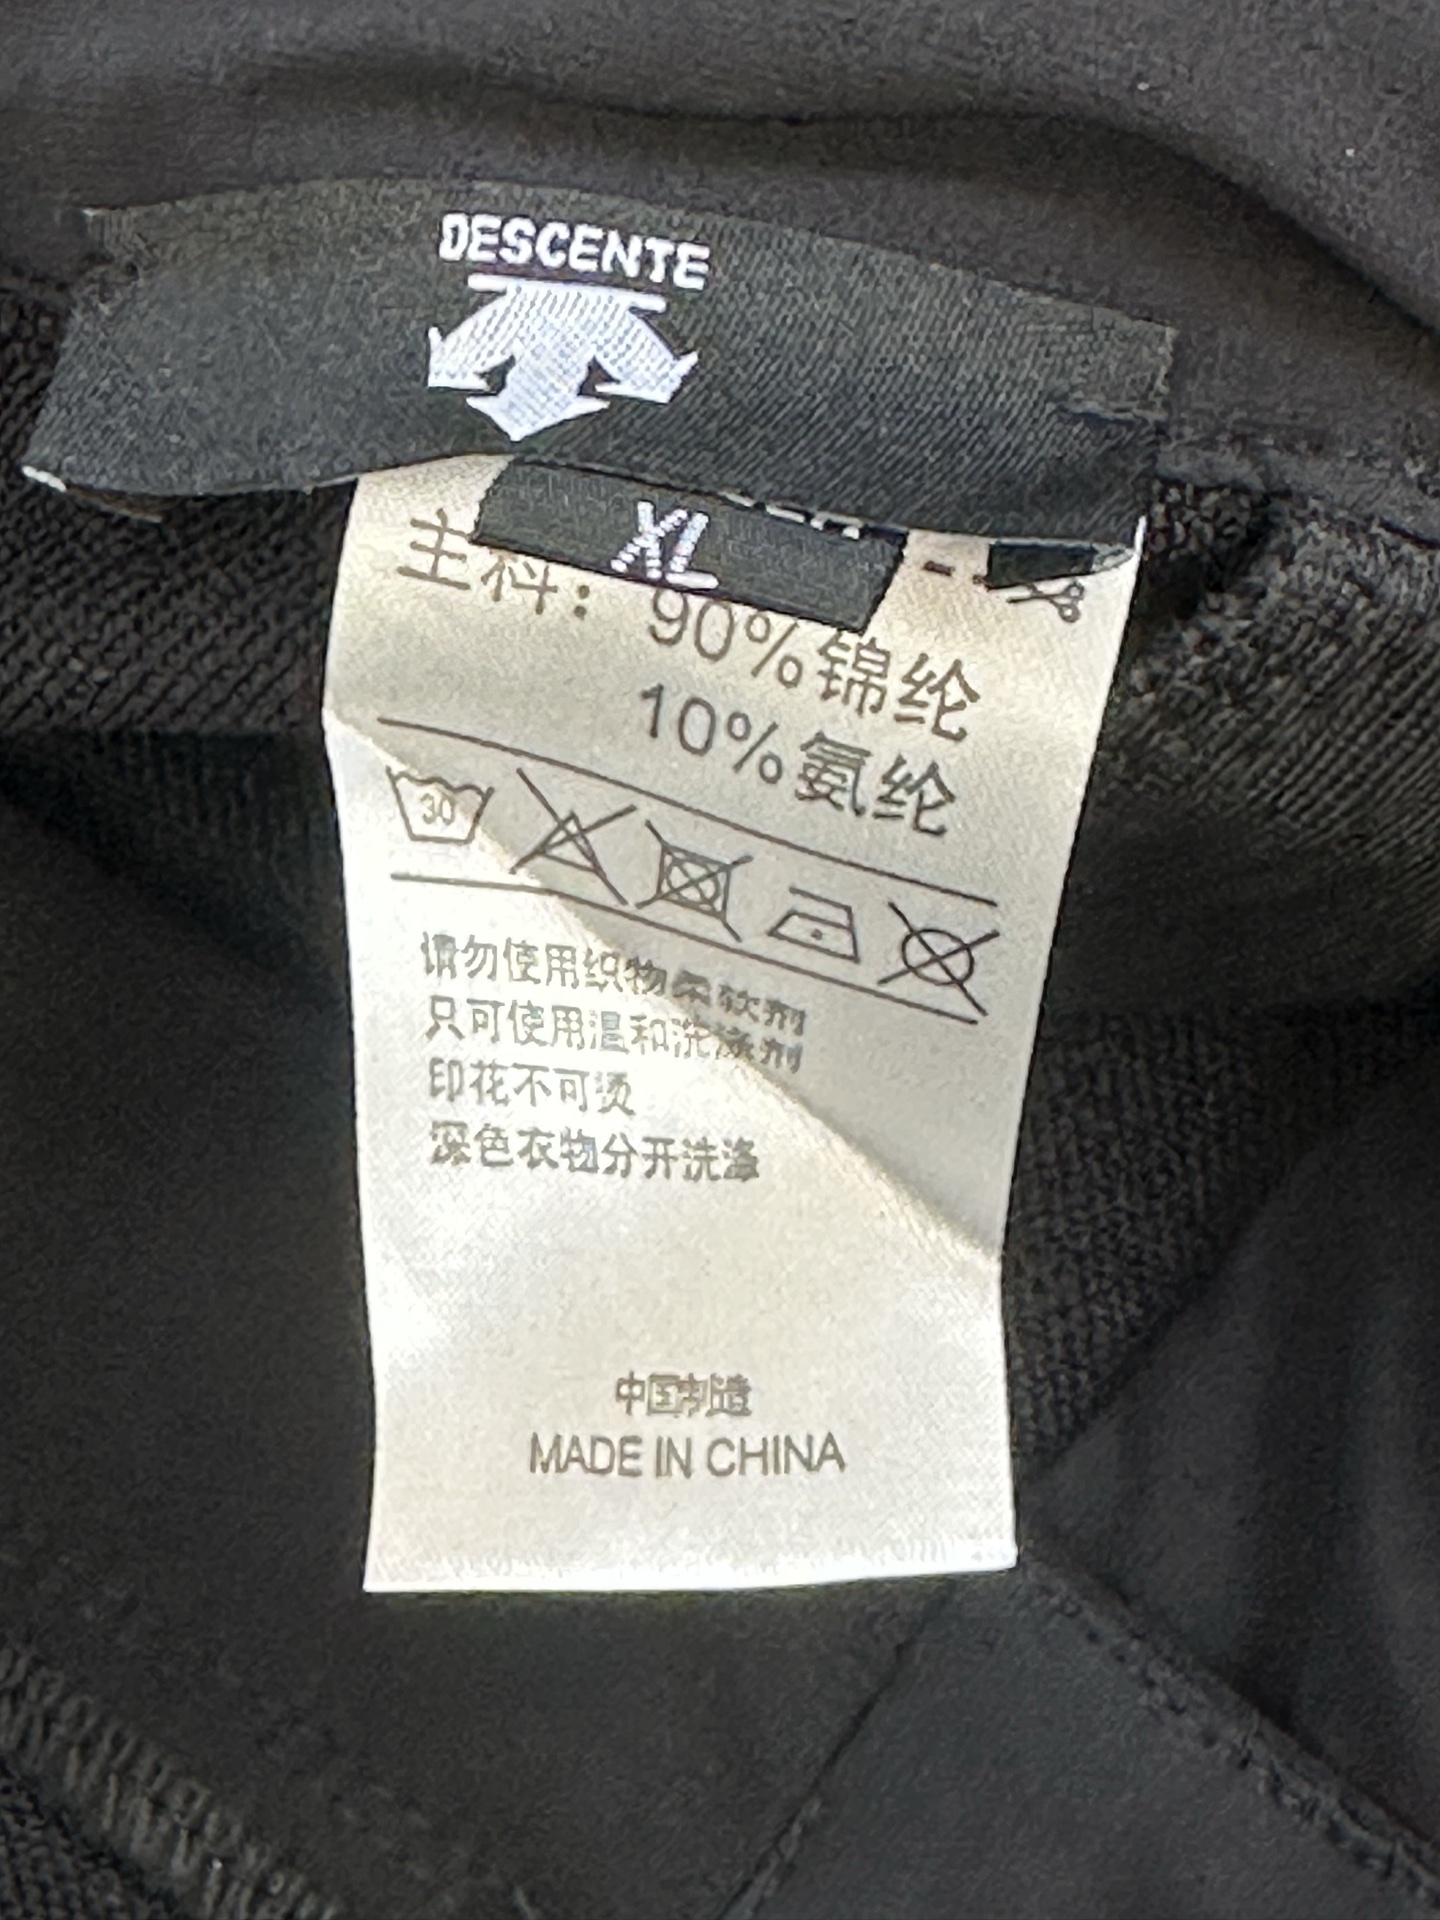 DESCENTE
XL
主料: 90%锦纶
10%氨纶
30
请勿使用织物柔软剂
只可使用温和洗涤剂
印花不可烫
深色衣物分开洗涤
中国制造
MADE IN CHINA